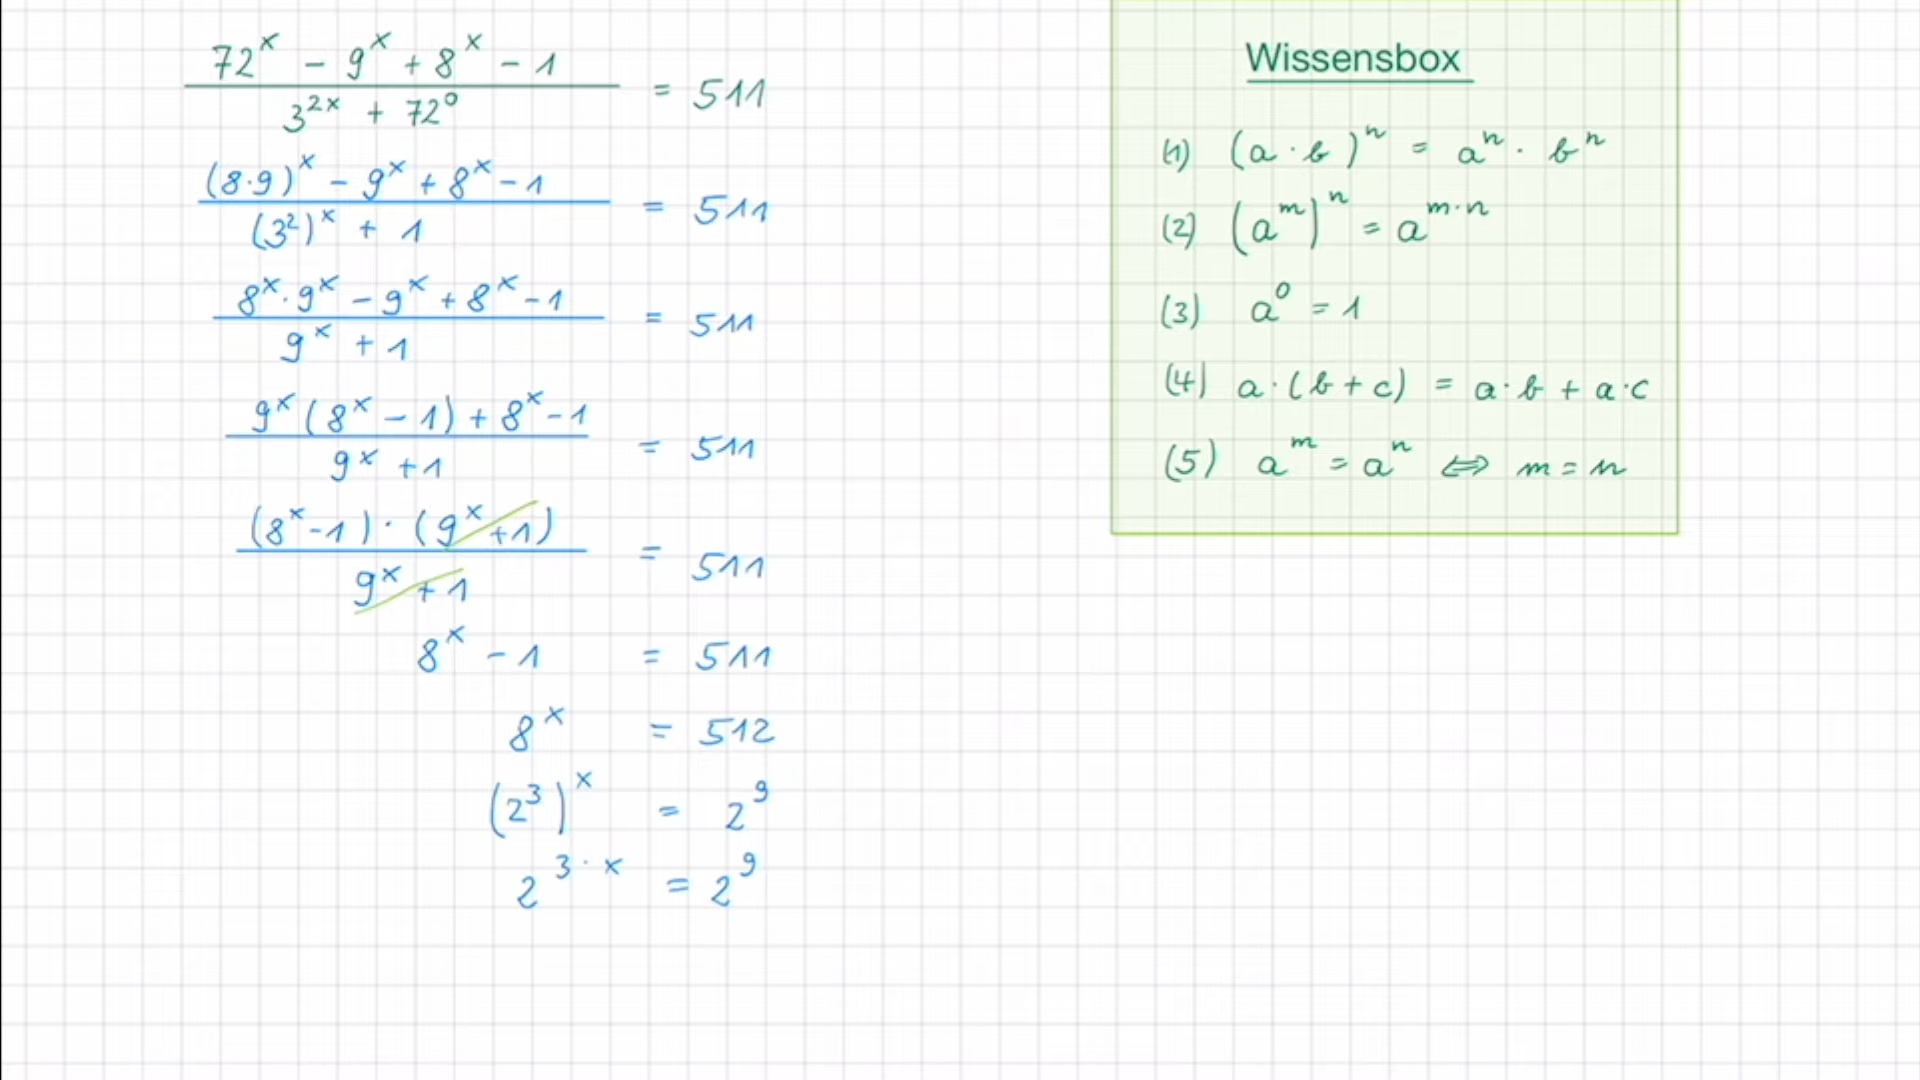 72^x - 9^x + 8^x - 1 / 3^2x + 72^0 = 511
(8·9)^x - 9^x + 8^x - 1 / (3^2)^x + 1 = 511
8^x · 9^x - 9^x + 8^x - 1 / 9^x + 1 = 511
9^x (8^x - 1) + 8^x - 1 / 9^x + 1 = 511
(8^x - 1) · (9^x + 1) / 9^x + 1 = 511
8^x - 1 = 511
8^x = 512
(2^3)^x = 2^9
2^3·x = 2^9
Wissensbox
(1) (a · b)^n = a^n · b^n
(2) (a^m)^n = a^m·n
(3) a^0 = 1
(4) a · (b + c) = a · b + a · c
(5) a^m = a^n ⇔ m = n